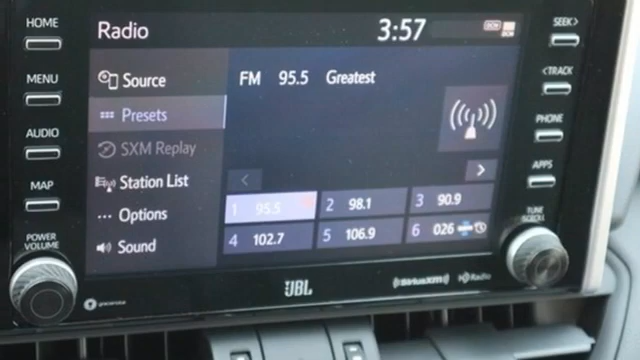 HOME
MENU
AUDIO
MAP
POWER
VOLUME
Radio
3:57
Source
Presets
SXM Replay
Station List
Options
Sound
FM 95.5 Greatest
<
>
1 95.5
2 98.1
3 90.9
4 102.7
5 106.9
6 026
JBL
SiriusXM
HD Radio
gracenote
SEEK>
<TRACK
PHONE
APPS
TUNE
SCROLL